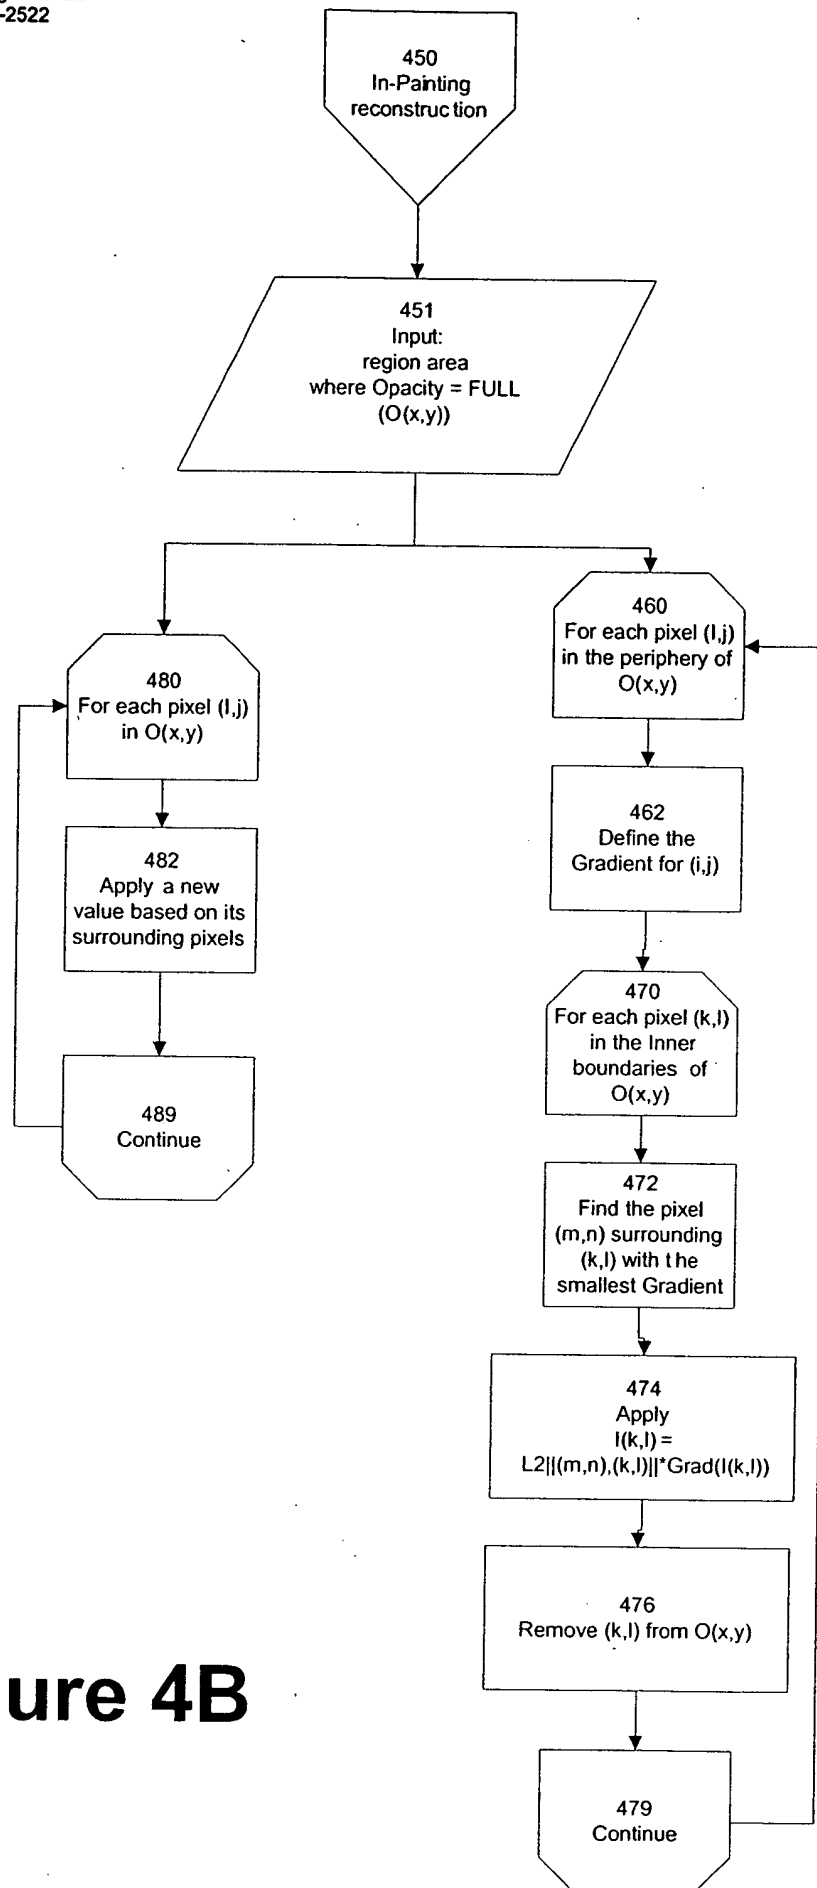 -2522
450
In-Painting
reconstruction
451
Input:
region area
where Opacity = FULL
(O(x,y))
480
For each pixel (I,j)
in O(x,y)
482
Apply a new
value based on its
surrounding pixels
489
Continue
460
For each pixel (I,j)
in the periphery of
O(x,y)
462
Define the
Gradient for (i,j)
470
For each pixel (k,l)
in the Inner
boundaries of
O(x,y)
472
Find the pixel
(m,n) surrounding
(k,l) with the
smallest Gradient
474
Apply
I(k,l) =
L2||(m,n),(k,l)||*Grad(I(k,l))
476
Remove (k,l) from O(x,y)
479
Continue
ure 4B